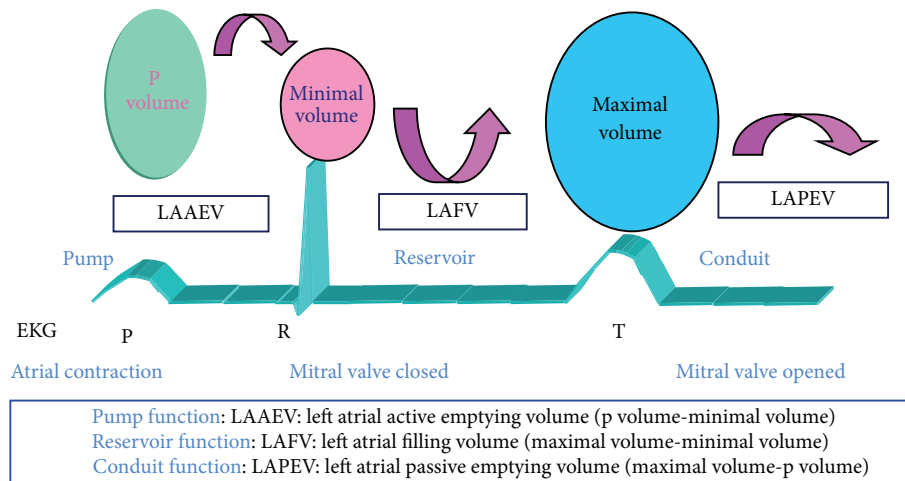 P
volume
Minimal
volume
Maximal
volume
LAAEV
LAFV
LAPEV
Pump
Reservoir
Conduit
EKG
P
R
T
Atrial contraction
Mitral valve closed
Mitral valve opened
Pump function: LAAEV: left atrial active emptying volume (p volume-minimal volume)
Reservoir function: LAFV: left atrial filling volume (maximal volume-minimal volume)
Conduit function: LAPEV: left atrial passive emptying volume (maximal volume-p volume)